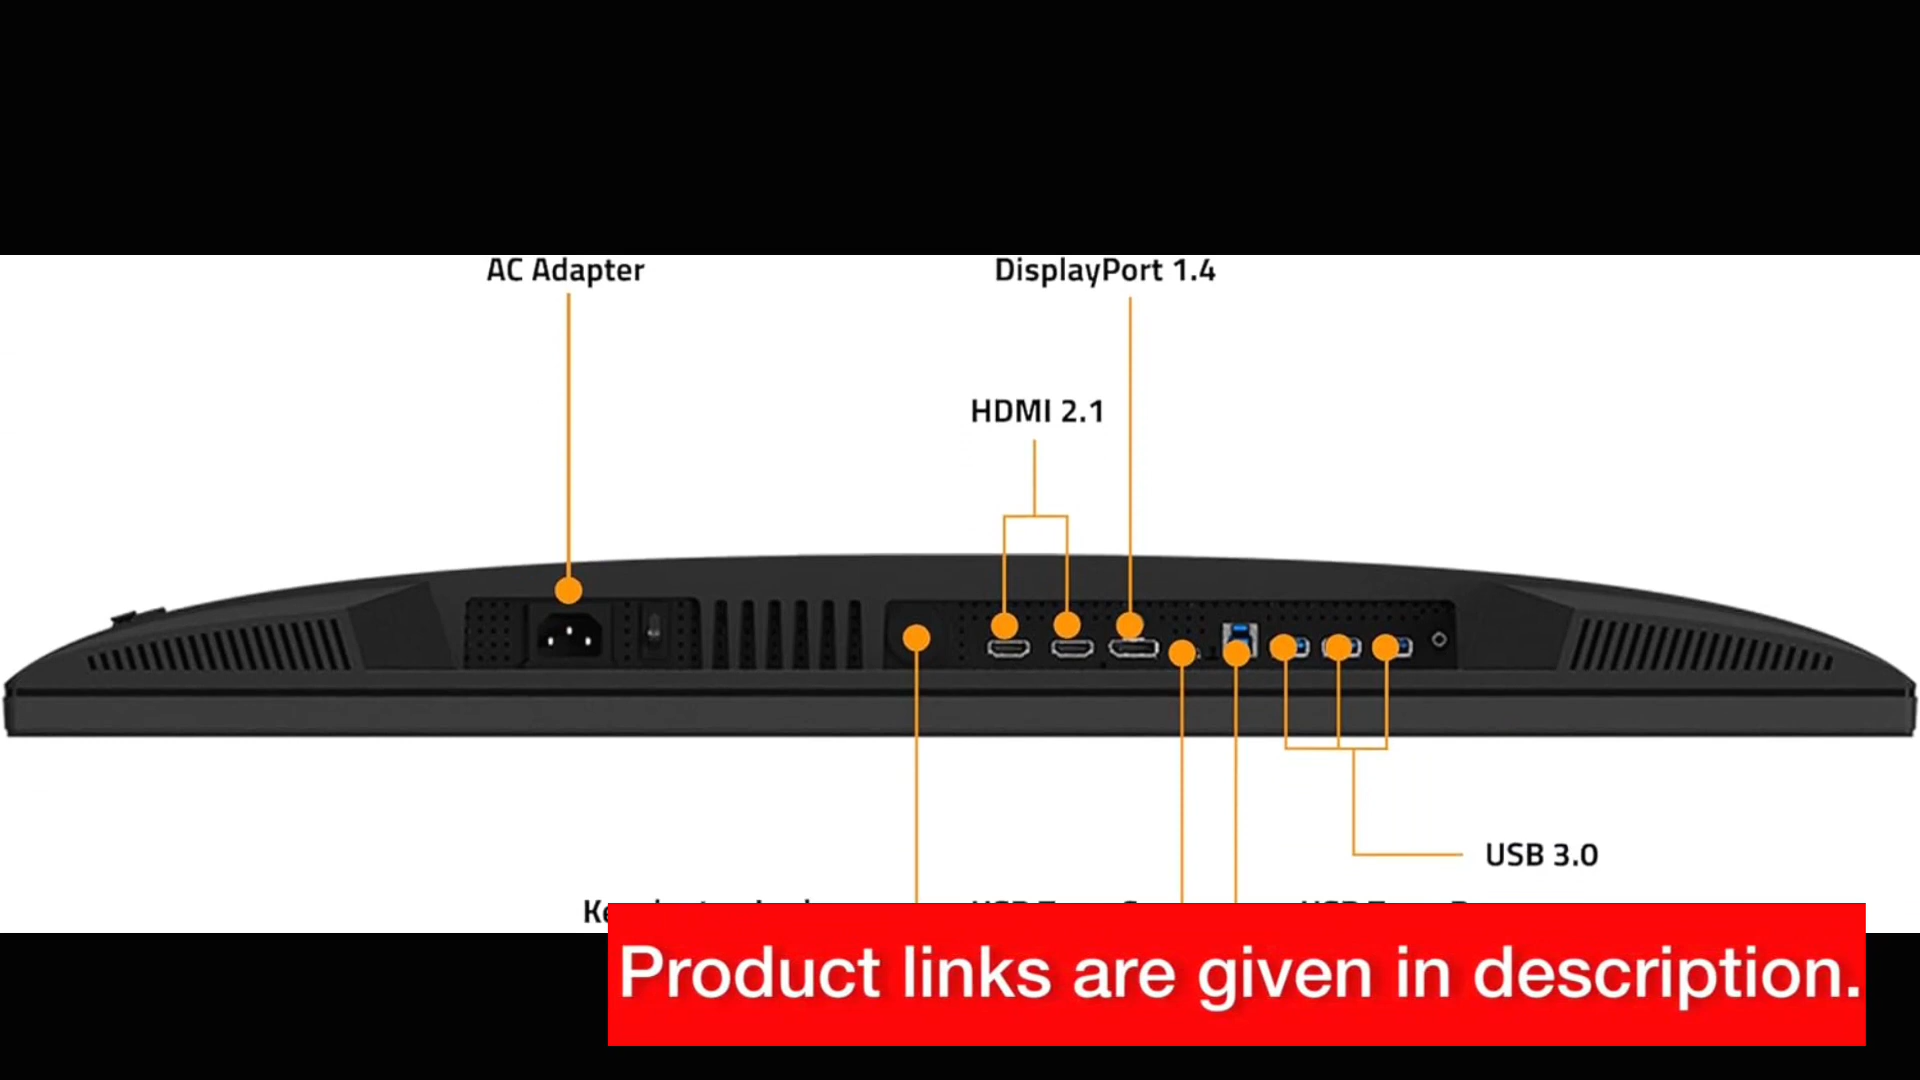 AC Adapter
DisplayPort 1.4
HDMI 2.1
USB 3.0
Product links are given in description.